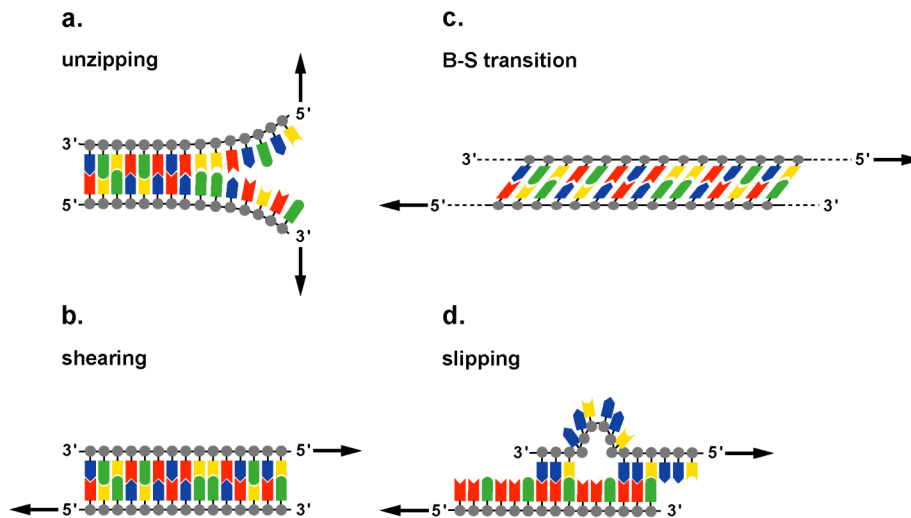 a.
unzipping
5'
3'
5'
3'
b.
shearing
3'
5'
5'
3'
c.
B-S transition
3'
5'
5'
3'
d.
slipping
3'
5'
5'
3'